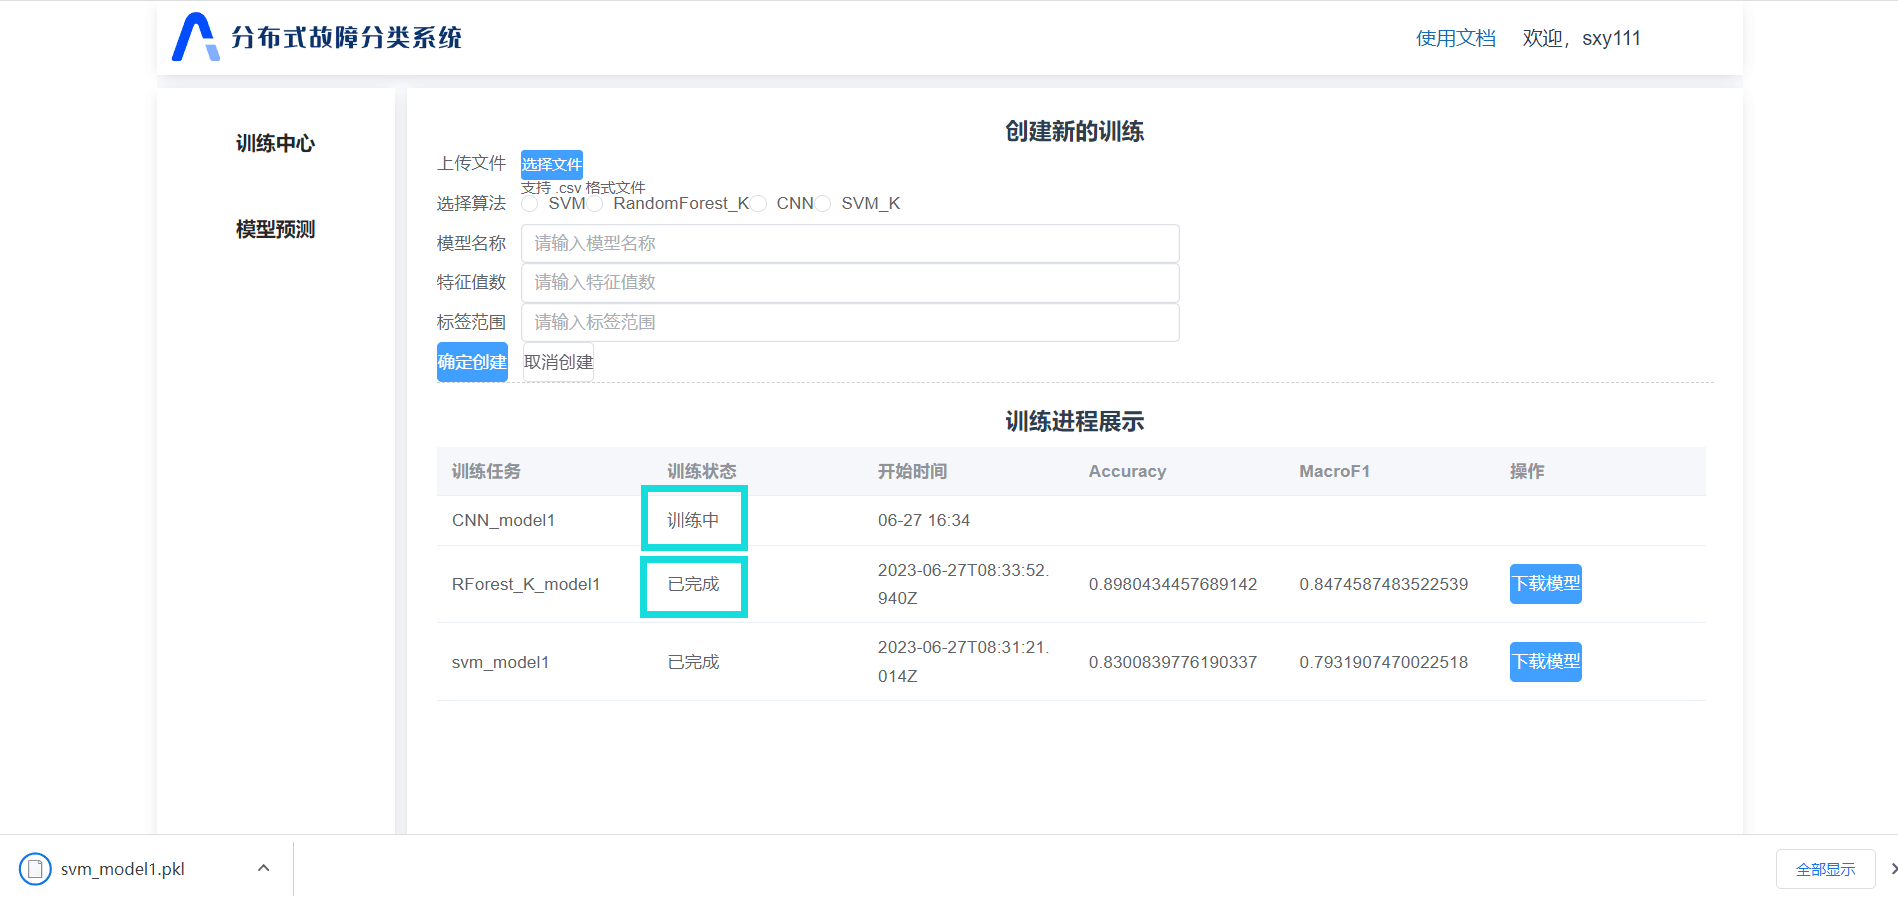 分布式故障分类系统
使用文档 欢迎，sxy111
训练中心
模型预测
创建新的训练
上传文件 选择文件
支持 .csv 格式文件
选择算法 SVM RandomForest_K CNN SVM_K
模型名称 请输入模型名称
特征值数 请输入特征值数
标签范围 请输入标签范围
确定创建 取消创建
训练进程展示
训练任务 训练状态 开始时间 Accuracy MacroF1 操作
CNN_model1 训练中 06-27 16:34
RForest_K_model1 已完成 2023-06-27T08:33:52.940Z 0.8980434457689142 0.8474587483522539 下载模型
svm_model1 已完成 2023-06-27T08:31:21.014Z 0.8300839776190337 0.7931907470022518 下载模型
svm_model1.pkl 全部显示